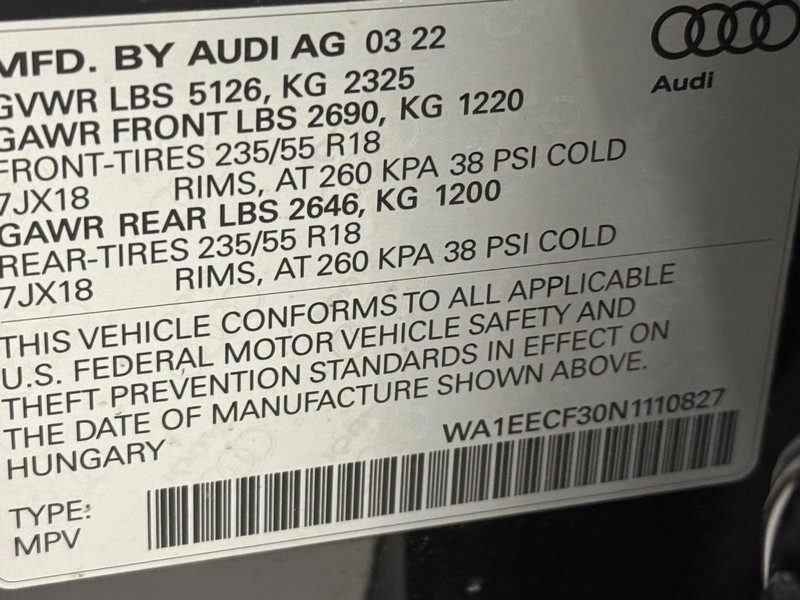 MFD. BY AUDI AG 03 22
Audi
GVWR LBS 5126, KG 2325
GAWR FRONT LBS 2690, KG 1220
FRONT-TIRES 235/55 R18
7JX18 RIMS, AT 260 KPA 38 PSI COLD
GAWR REAR LBS 2646, KG 1200
REAR-TIRES 235/55 R18
7JX18 RIMS, AT 260 KPA 38 PSI COLD
THIS VEHICLE CONFORMS TO ALL APPLICABLE
U.S. FEDERAL MOTOR VEHICLE SAFETY AND
THEFT PREVENTION STANDARDS IN EFFECT ON
THE DATE OF MANUFACTURE SHOWN ABOVE.
HUNGARY WA1EECF30N1110827
TYPE:
MPV